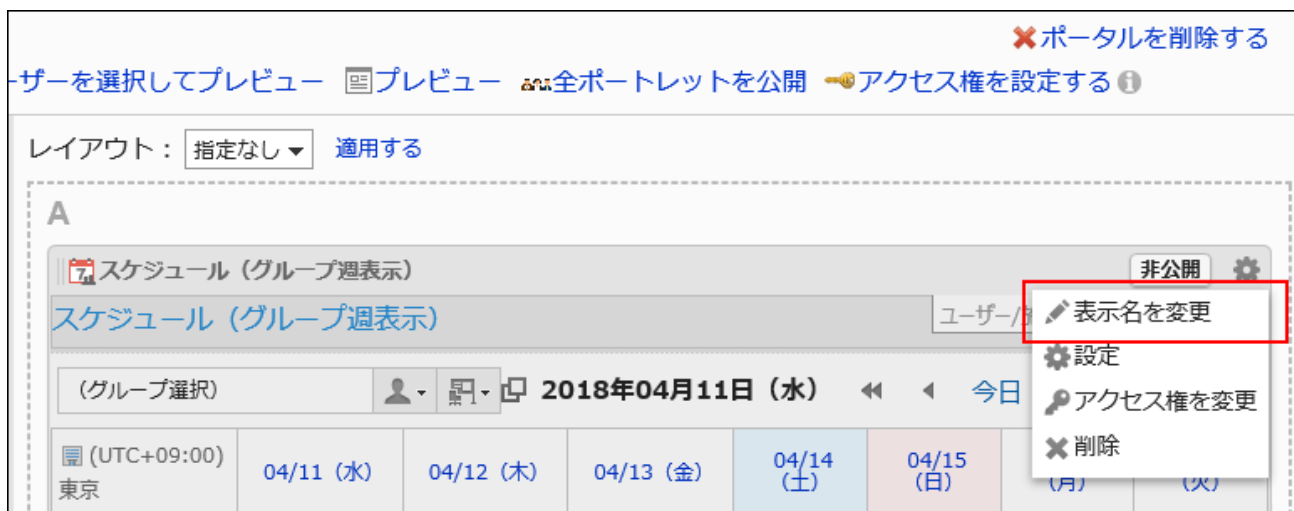 ポータルを削除する
ーザーを選択してプレビュー プレビュー 全ポートレットを公開 アクセス権を設定する
レイアウト： 指定なし 適用する
A
スケジュール（グループ週表示） 非公開
スケジュール（グループ週表示） ユーザー/
表示名を変更
設定
アクセス権を変更
削除
（グループ選択） 2018年04月11日（水） 今日
(UTC+09:00)
東京
04/11（水） 04/12（木） 04/13（金） 04/14（土） 04/15（日） （月） （火）